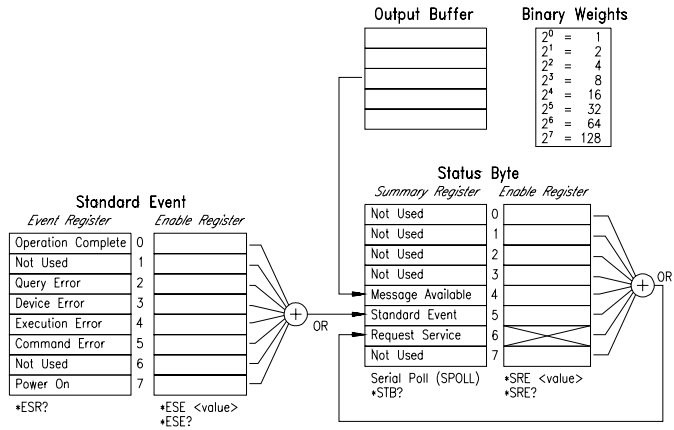 Output Buffer
Binary Weights
2⁰ = 1
2¹ = 2
2² = 4
2³ = 8
2⁴ = 16
2⁵ = 32
2⁶ = 64
2⁷ = 128
Standard Event
Event Register
Enable Register
Operation Complete 0
Not Used 1
Query Error 2
Device Error 3
Execution Error 4
Command Error 5
Not Used 6
Power On 7
*ESR?
*ESE <value>
*ESE?
+
OR
Status Byte
Summary Register
Enable Register
Not Used 0
Not Used 1
Not Used 2
Not Used 3
Message Available 4
Standard Event 5
Request Service 6
Not Used 7
Serial Poll (SPOLL)
*STB?
*SRE <value>
*SRE?
+
OR